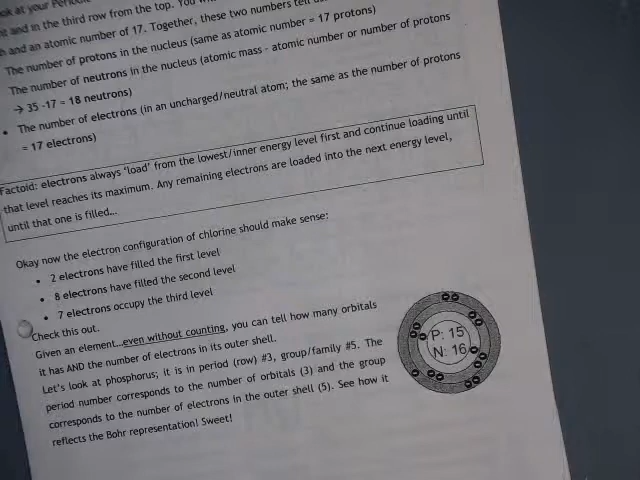 ok at your Perio
nt and in the third row from the top. You w
h and an atomic number of 17. Together, these two numbers tell
The number of protons in the nucleus (same as atomic number = 17 protons)
The number of neutrons in the nucleus (atomic mass - atomic number or number of protons
→ 35 -17 = 18 neutrons)
• The number of electrons (in an uncharged/neutral atom; the same as the number of protons
= 17 electrons)
Factoid: electrons always 'load' from the lowest/inner energy level first and continue loading until
that level reaches its maximum. Any remaining electrons are loaded into the next energy level,
until that one is filled...
Okay now the electron configuration of chlorine should make sense:
• 2 electrons have filled the first level
• 8 electrons have filled the second level
• 7 electrons occupy the third level
Check this out.
Given an element...even without counting, you can tell how many orbitals
it has AND the number of electrons in its outer shell.
Let's look at phosphorus; it is in period (row) #3, group/family #5. The
period number corresponds to the number of orbitals (3) and the group
corresponds to the number of electrons in the outer shell (5). See how it
reflects the Bohr representation! Sweet!
P: 15
N: 16